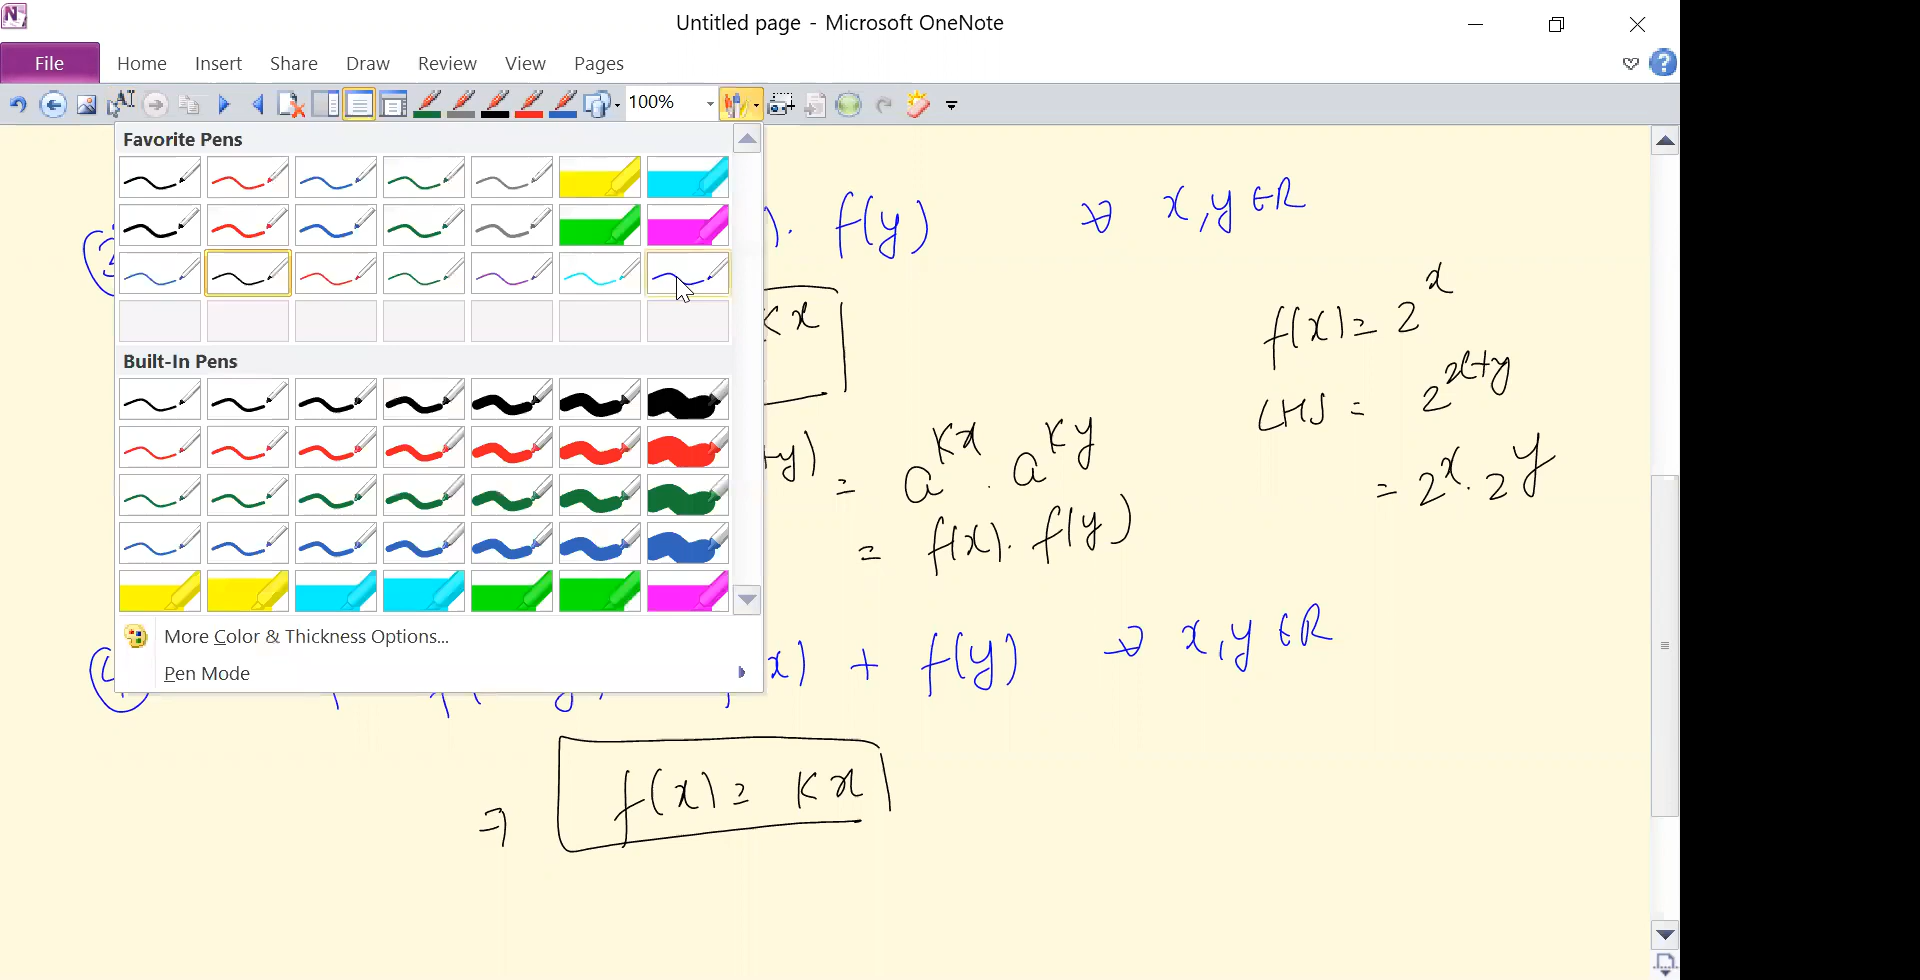 Untitled page - Microsoft OneNote
File Home Insert Share Draw Review View Pages
100%
Favorite Pens
Built-In Pens
More Color & Thickness Options...
Pen Mode
). f(y) ∀ x,y ∈ R
Kx
f(x) = 2^x
LHS = 2^{x+y}
+y) = a^{Kx} . a^{Ky}
= 2^x . 2^y
= f(x). f(y)
x) + f(y) ∀ x,y ∈ R
⇒ f(x) = Kx